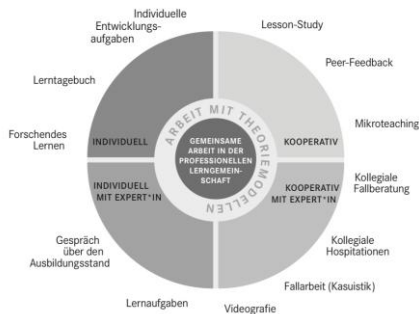 Individuelle
Entwicklungs-
aufgaben
Lesson-Study
Peer-Feedback
Lerntagebuch
Mikroteaching
Forschendes
Lernen
INDIVIDUELL
KOOPERATIV
ARBEIT MIT THEORIEMODELLEN
GEMEINSAME
ARBEIT IN DER
PROFESSIONELLEN
LERNGEMEIN-
SCHAFT
INDIVIDUELL
MIT EXPERT*IN
KOOPERATIV
MIT EXPERT*IN
Kollegiale
Fallberatung
Gespräch
über den
Ausbildungsstand
Kollegiale
Hospitationen
Lernaufgaben
Fallarbeit (Kasuistik)
Videografie